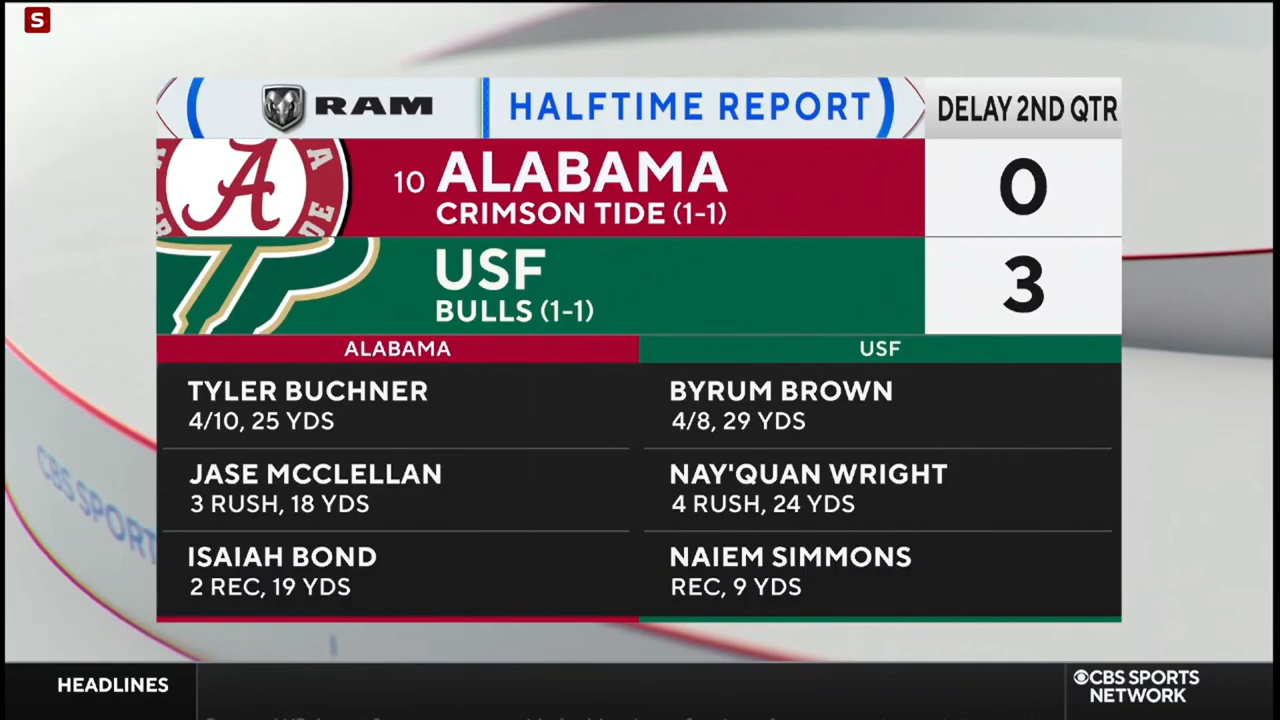 S
RAM
HALFTIME REPORT
DELAY 2ND QTR
A
10 ALABAMA
CRIMSON TIDE (1-1)
0
USF
BULLS (1-1)
3
ALABAMA
USF
TYLER BUCHNER
4/10, 25 YDS
BYRUM BROWN
4/8, 29 YDS
JASE MCCLELLAN
3 RUSH, 18 YDS
NAY'QUAN WRIGHT
4 RUSH, 24 YDS
ISAIAH BOND
2 REC, 19 YDS
NAIEM SIMMONS
REC, 9 YDS
CBS SPORT
HEADLINES
CBS SPORTS
NETWORK